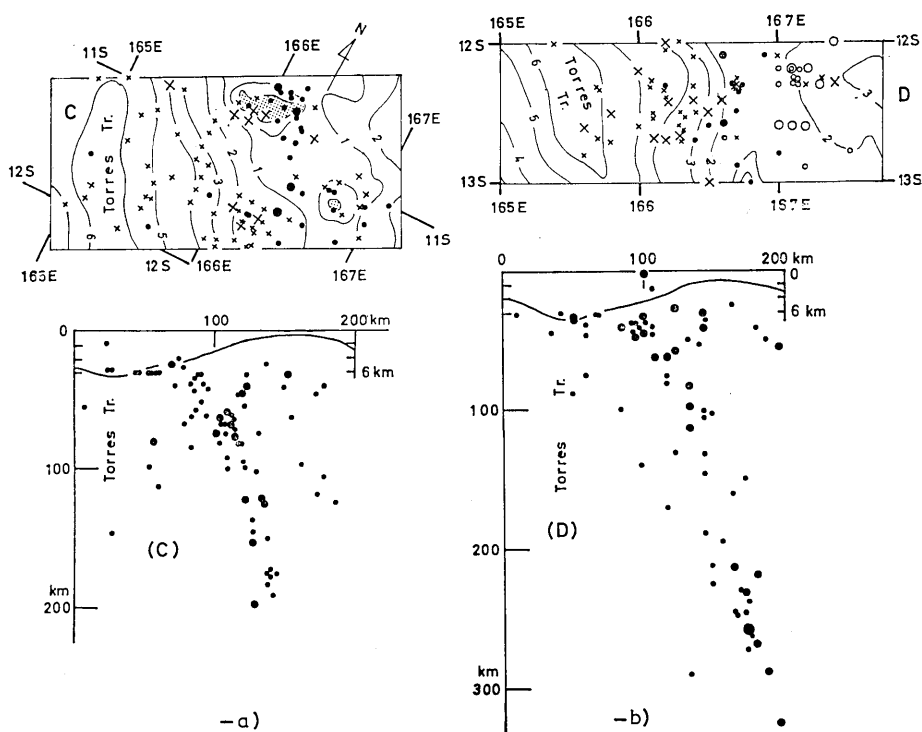 11S 165E 166E N
C Torres Tr. 167E
12S 6 5 3 2 1 1 2
165E 12S 166E 167E 11S
165E 166 167E
12S 12S
Torres Tr. D
6 5 4 3 2 2 3
13S 13S
165E 166 167E
0 100 200 km
6 km
Torres Tr.
100
(C)
km
200
-a)
0 100 200 km
0
6 km
100
Torres Tr.
(D)
200
km
300
-b)